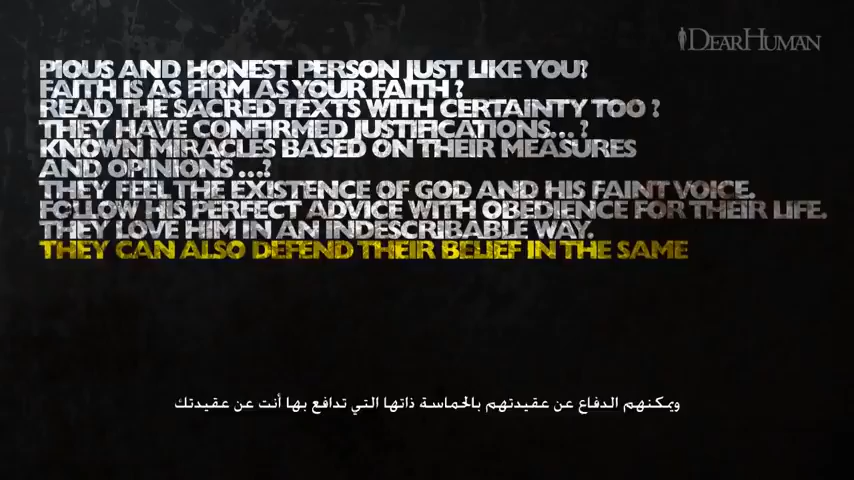 DEARHUMAN
PIOUS AND HONEST PERSON JUST LIKE YOU?
FAITH IS AS FIRM AS YOUR FAITH ?
READ THE SACRED TEXTS WITH CERTAINTY TOO ?
THEY HAVE CONFIRMED JUSTIFICATIONS... ?
KNOWN MIRACLES BASED ON THEIR MEASURES
AND OPINIONS ...?
THEY FEEL THE EXISTENCE OF GOD AND HIS FAINT VOICE.
FOLLOW HIS PERFECT ADVICE WITH OBEDIENCE FOR THEIR LIFE.
THEY LOVE HIM IN AN INDESCRIBABLE WAY.
THEY CAN ALSO DEFEND THEIR BELIEF IN THE SAME
ويمكنهم الدفاع عن عقيدتهم بالحماسة ذاتها التي تدافع بها أنت عن عقيدتك